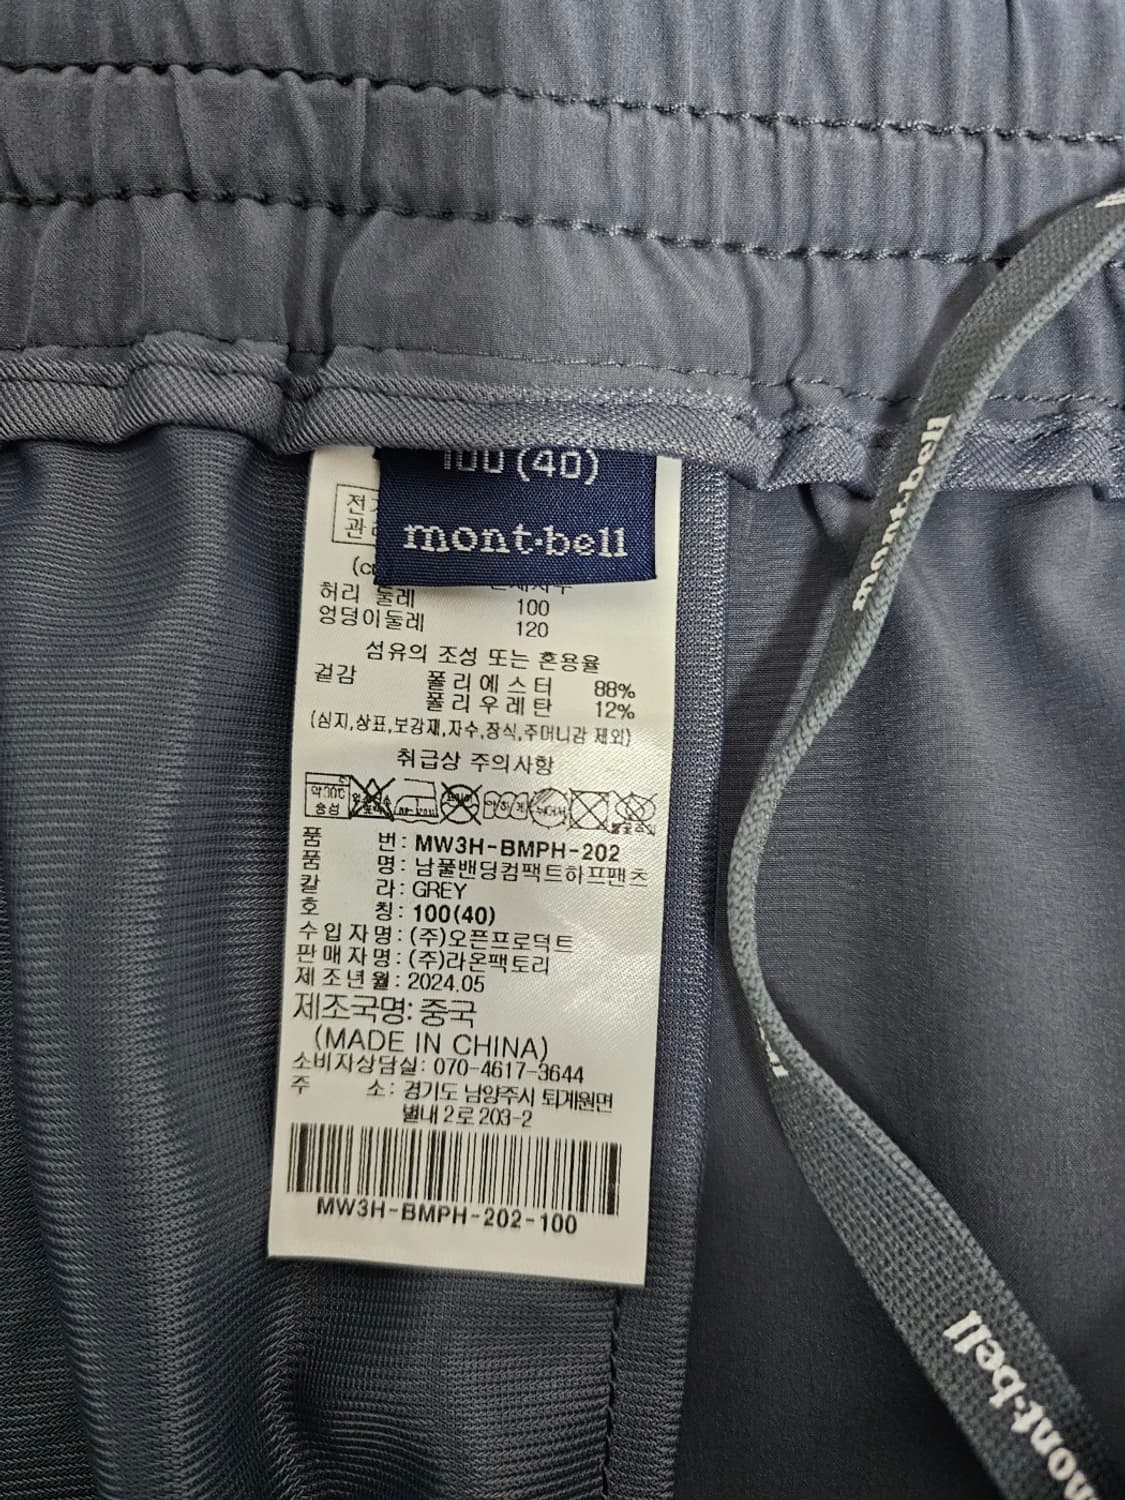 100 (40)
mont·bell
허리 둘레 100
엉덩이둘레 120
섬유의 조성 또는 혼용율
겉감 폴리에스터 88%
폴리우레탄 12%
(심지,상표,보강재,자수,장식,주머니감 제외)
취급상 주의사항
품 번: MW3H-BMPH-202
품 명: 남풀밴딩컴팩트하프팬츠
칼 라: GREY
호 칭: 100(40)
수입자명: (주)오픈프로덕트
판매자명: (주)라온팩토리
제조년월: 2024.05
제조국명: 중국
(MADE IN CHINA)
소비자상담실: 070-4617-3644
주 소: 경기도 남양주시 퇴계원면
별내2로 203-2
MW3H-BMPH-202-100
mont·bell
mont·bell